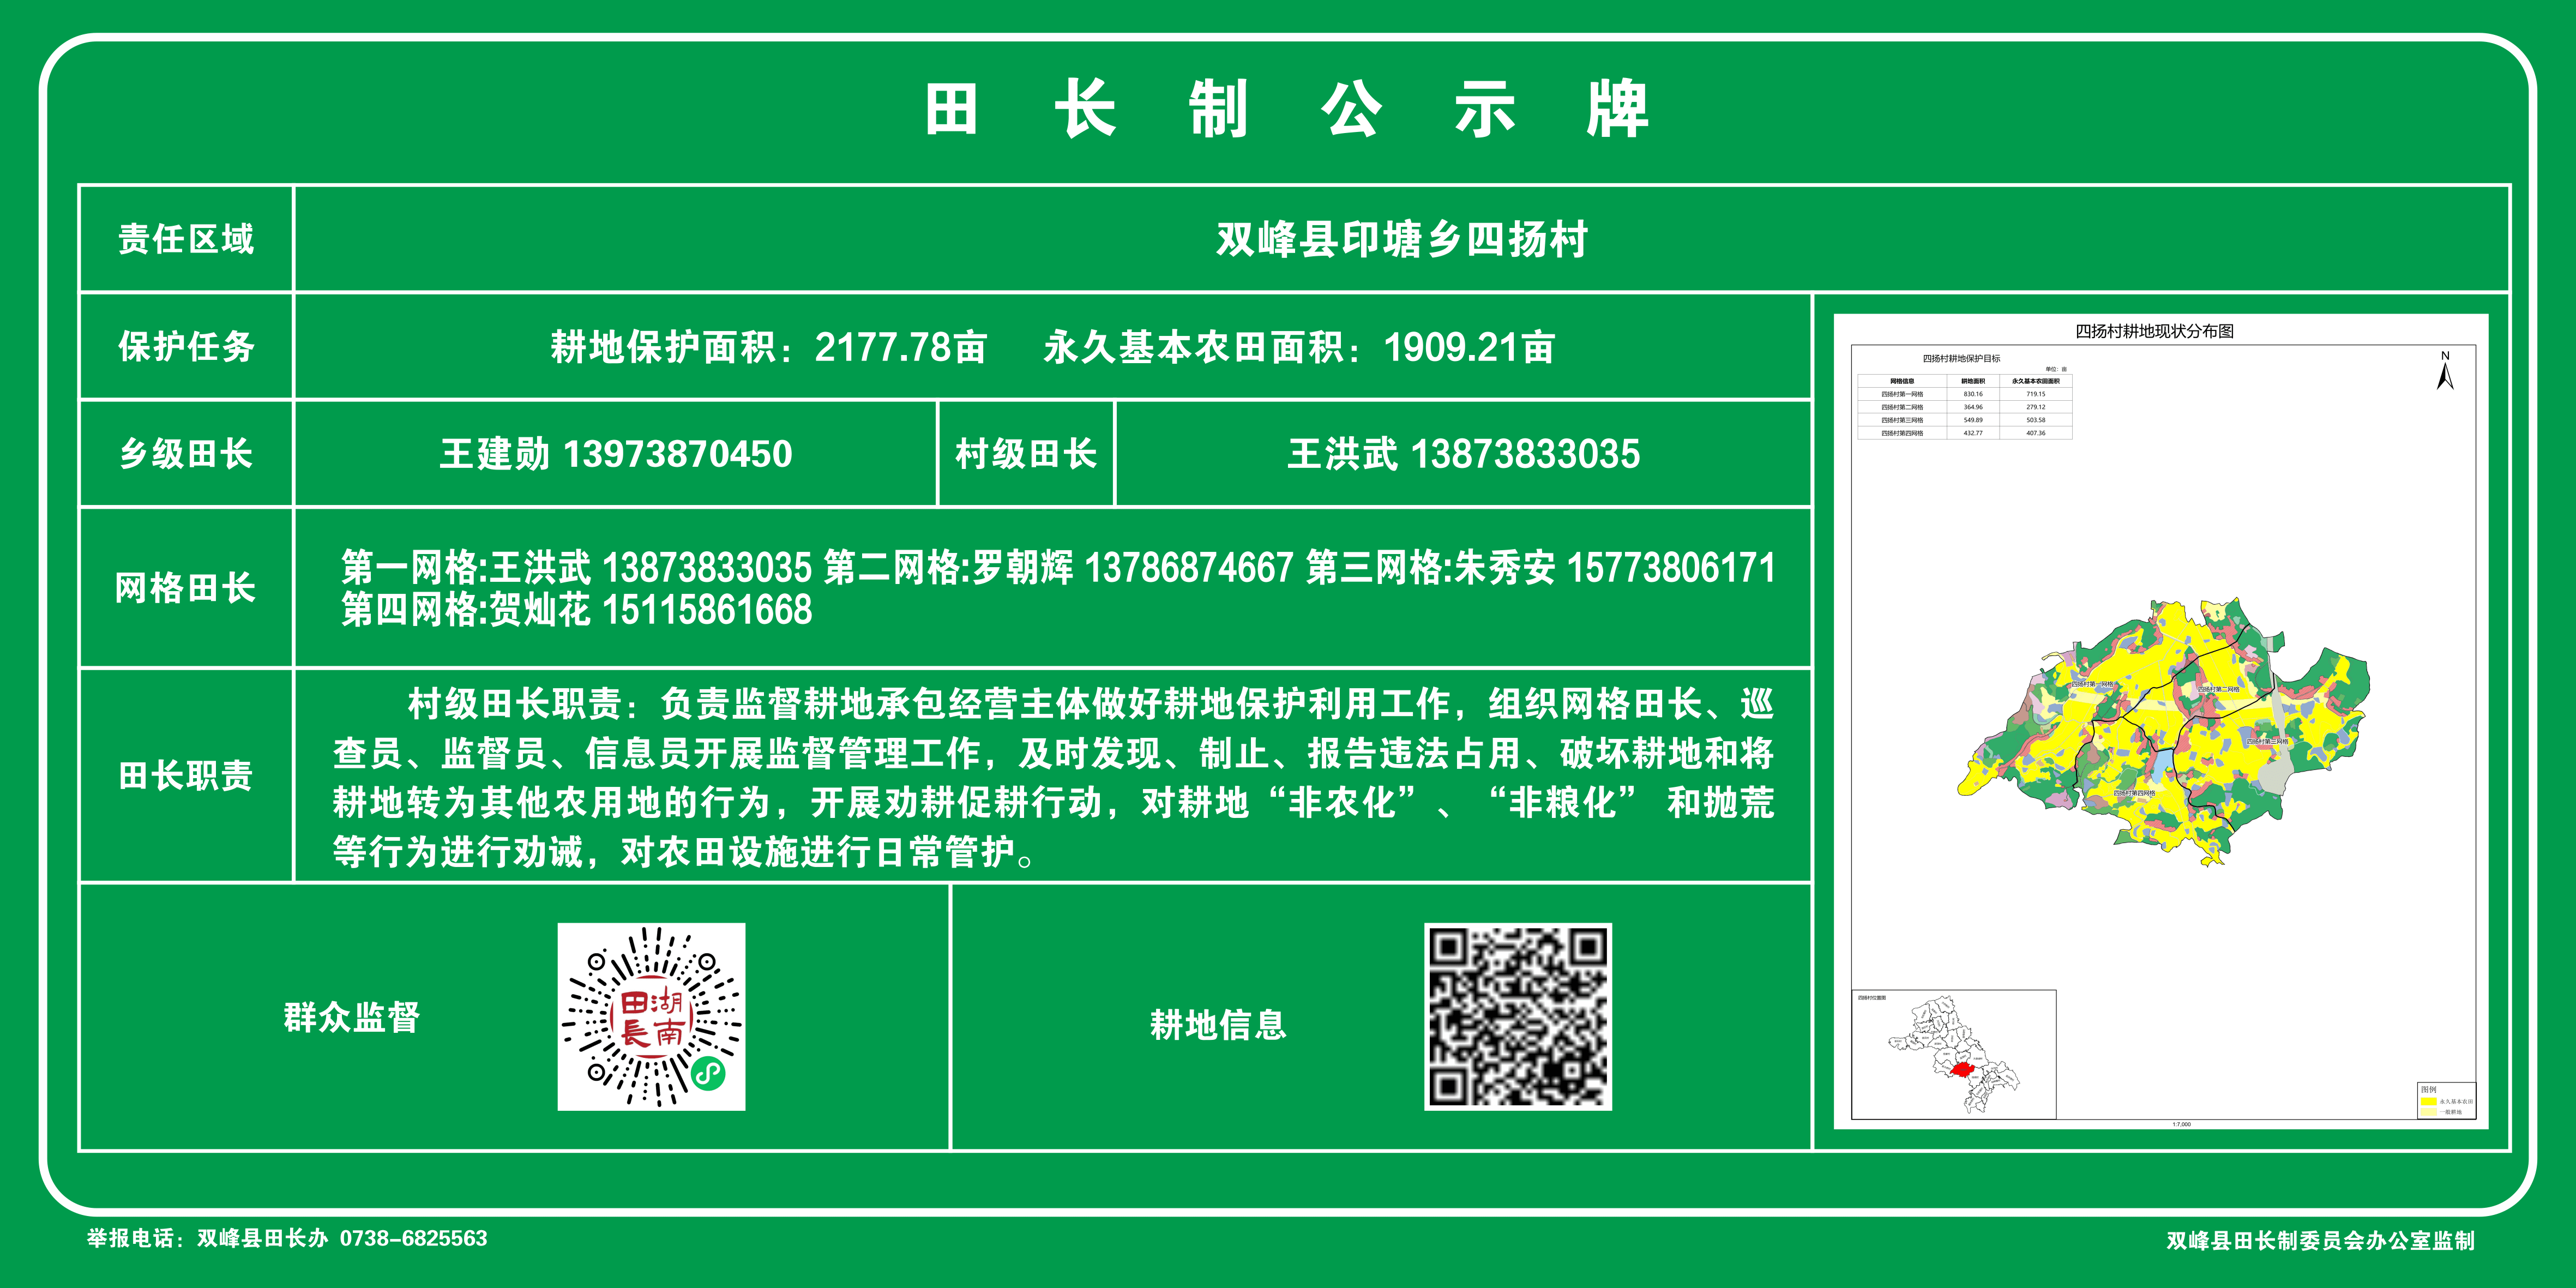 田长制公示牌
责任区域
双峰县印塘乡四扬村
保护任务
耕地保护面积：2177.78亩 永久基本农田面积：1909.21亩
乡级田长
王建勋 13973870450
村级田长
王洪武 13873833035
网格田长
第一网格:王洪武 13873833035 第二网格:罗朝辉 13786874667 第三网格:朱秀安 15773806171
第四网格:贺灿花 15115861668
田长职责
村级田长职责：负责监督耕地承包经营主体做好耕地保护利用工作，组织网格田长、巡
查员、监督员、信息员开展监督管理工作，及时发现、制止、报告违法占用、破坏耕地和将
耕地转为其他农用地的行为，开展劝耕促耕行动，对耕地“非农化”、“非粮化”和抛荒
等行为进行劝诫，对农田设施进行日常管护。
群众监督
湖南
田長
耕地信息
四扬村耕地现状分布图
四扬村耕地保护目标
单位：亩
网格信息 耕地面积 永久基本农田面积
四扬村第一网格 830.16 719.15
四扬村第二网格 364.96 279.12
四扬村第三网格 549.89 503.58
四扬村第四网格 432.77 407.36
N
四扬村第一网格
四扬村第二网格
四扬村第三网格
四扬村第四网格
四扬村位置图
图例
永久基本农田
一般耕地
1:7,000
举报电话：双峰县田长办 0738-6825563
双峰县田长制委员会办公室监制